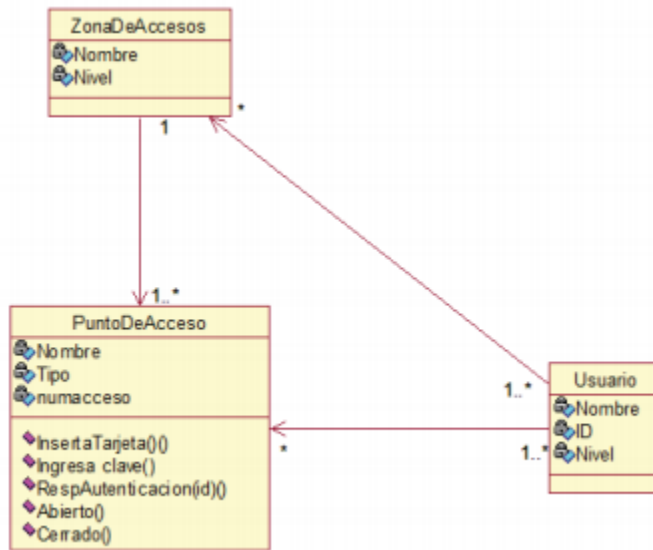 ZonaDeAccesos
Nombre
Nivel
1
*
1..*
PuntoDeAcceso
Nombre
Tipo
numacceso
InsertaTarjeta()()
Ingresa clave()
RespAutenticacion(id)()
Abierto()
Cerrado()
1..*
*
1..*
Usuario
Nombre
ID
Nivel